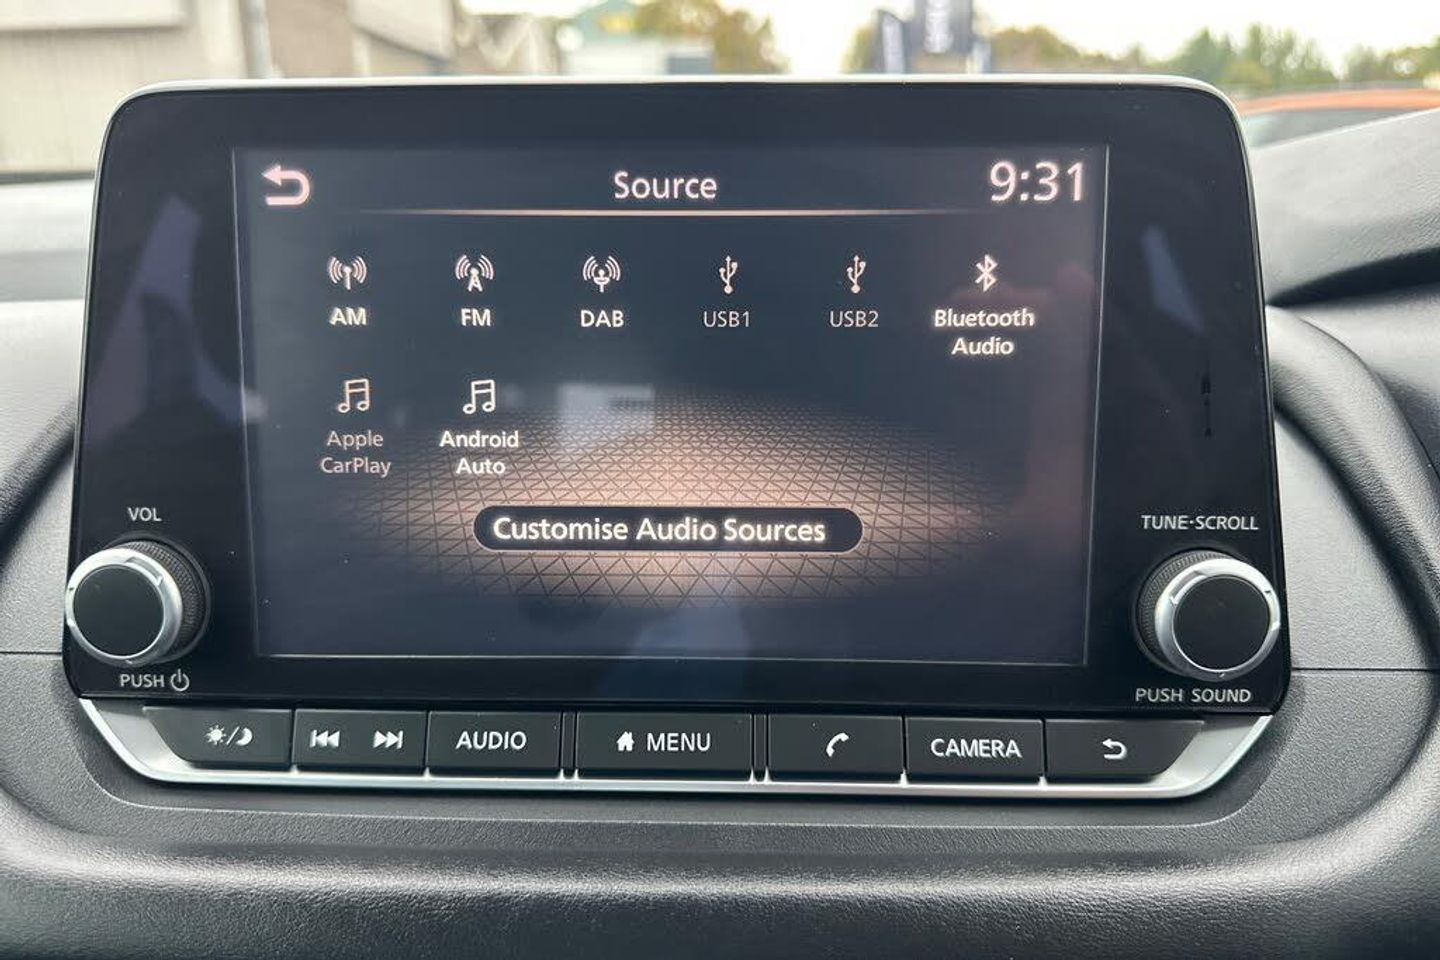 Source
9:31
AM
FM
DAB
USB1
USB2
Bluetooth
Audio
Apple
CarPlay
Android
Auto
Customise Audio Sources
VOL
PUSH
TUNE·SCROLL
PUSH SOUND
AUDIO
MENU
CAMERA